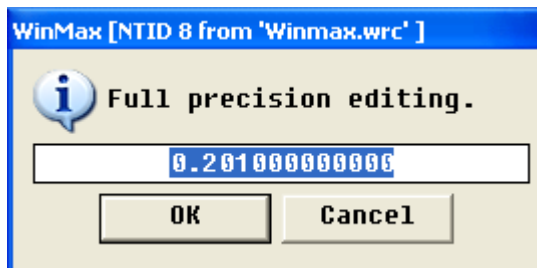 WinMax [NTID 8 from 'Winmax.wrc' ]
Full precision editing.
0.201000000000
OK Cancel